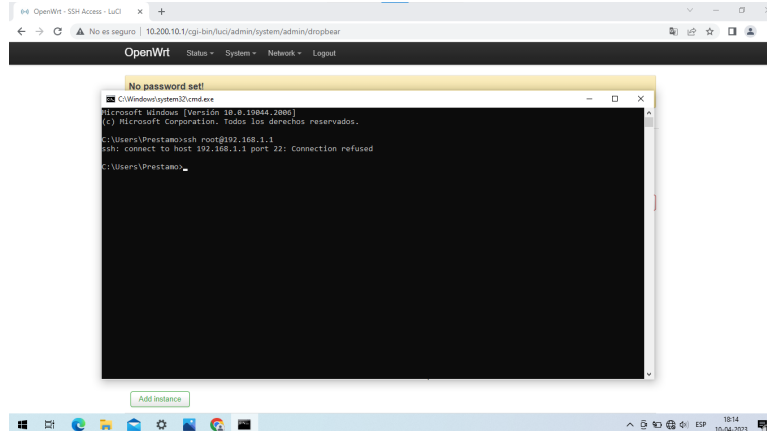 OpenWrt - SSH Access - LuCI
No es seguro | 10.200.10.1/cgi-bin/luci/admin/system/admin/dropbear
OpenWrt Status System Network Logout
No password set!
C:\Windows\system32\cmd.exe
Microsoft Windows [Versión 10.0.19044.2006]
(c) Microsoft Corporation. Todos los derechos reservados.
C:\Users\Prestamo>ssh root@192.168.1.1
ssh: connect to host 192.168.1.1 port 22: Connection refused
C:\Users\Prestamo>
Add instance
ESP
18:14
10-04-2023